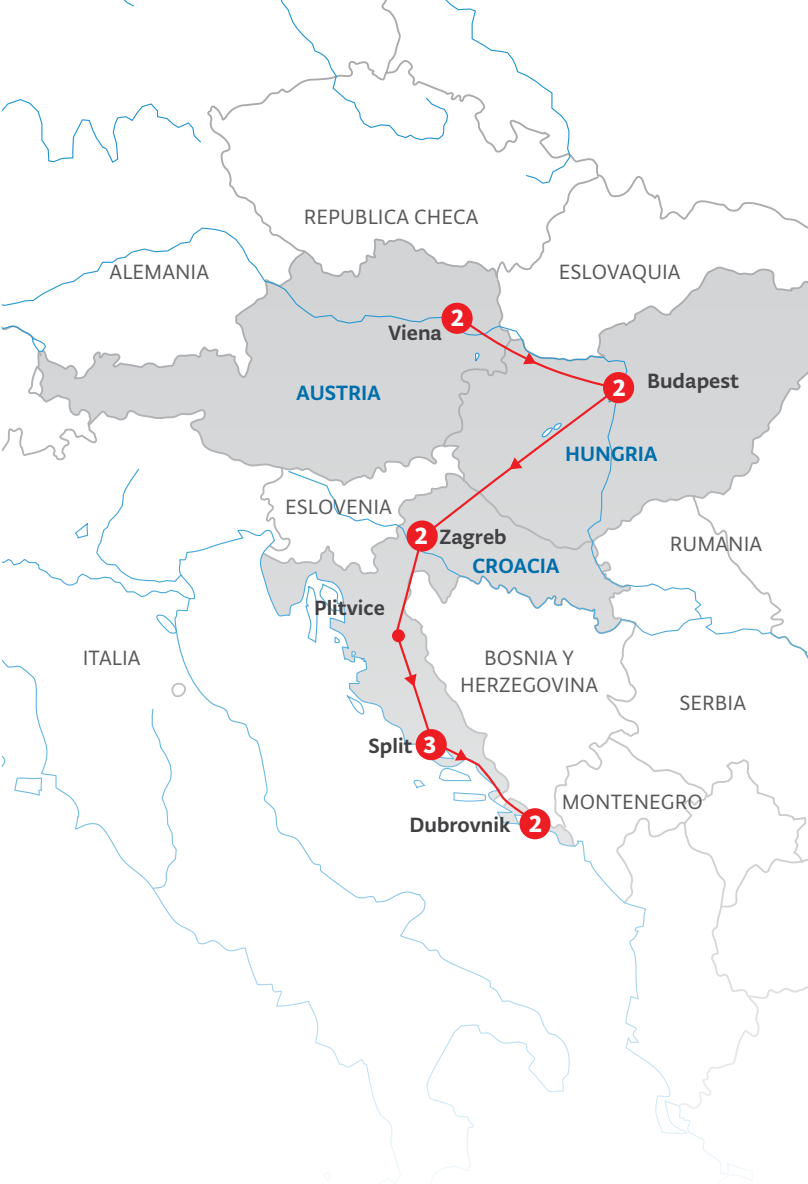 REPUBLICA CHECA
ALEMANIA
ESLOVAQUIA
2
Viena
AUSTRIA
2
Budapest
HUNGRIA
ESLOVENIA
2
Zagreb
RUMANIA
CROACIA
Plitvice
ITALIA
BOSNIA Y
HERZEGOVINA
SERBIA
Split
3
MONTENEGRO
Dubrovnik
2